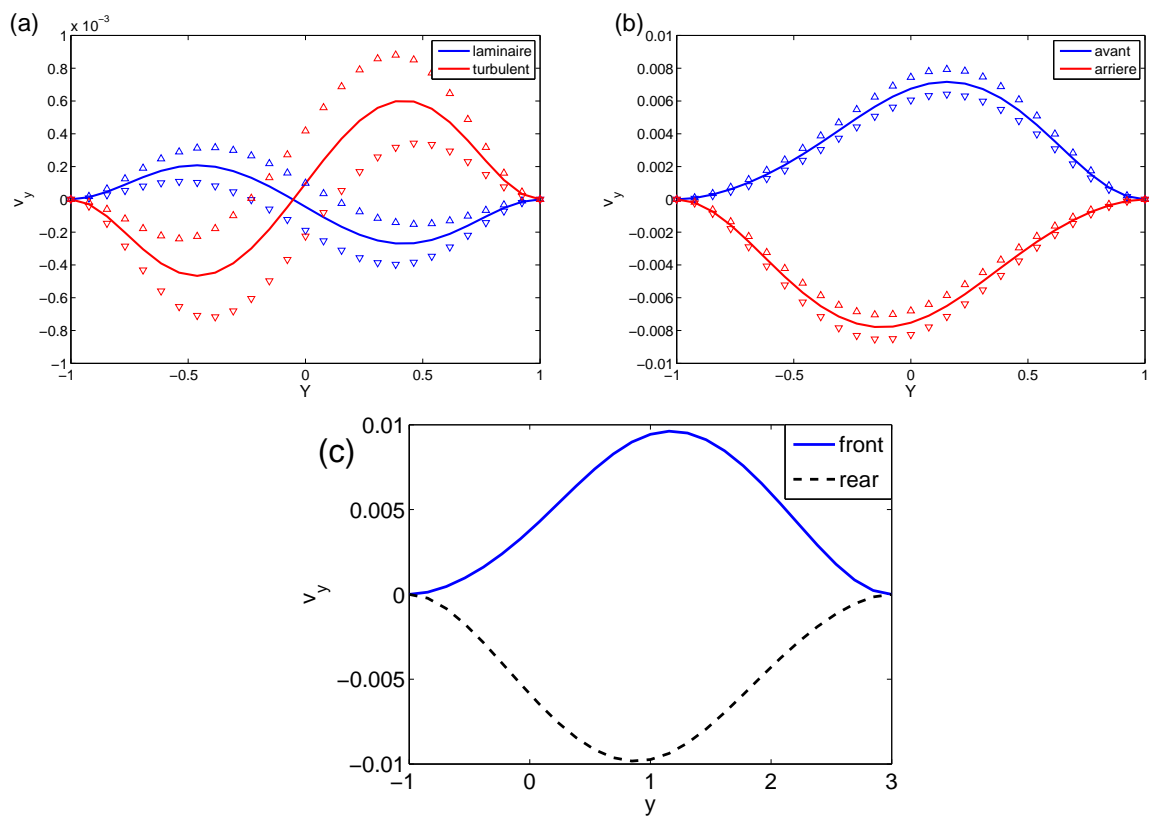 (a)
x 10⁻³
1
0.8
0.6
0.4
0.2
0
−0.2
−0.4
−0.6
−0.8
−1
v_y
−1
−0.5
0
0.5
1
Y
laminaire
turbulent
(b)
0.01
0.008
0.006
0.004
0.002
0
−0.002
−0.004
−0.006
−0.008
−0.01
v_y
−1
−0.5
0
0.5
1
Y
avant
arriere
(c)
0.01
0.005
0
−0.005
−0.01
v_y
−1
0
1
2
3
y
front
rear